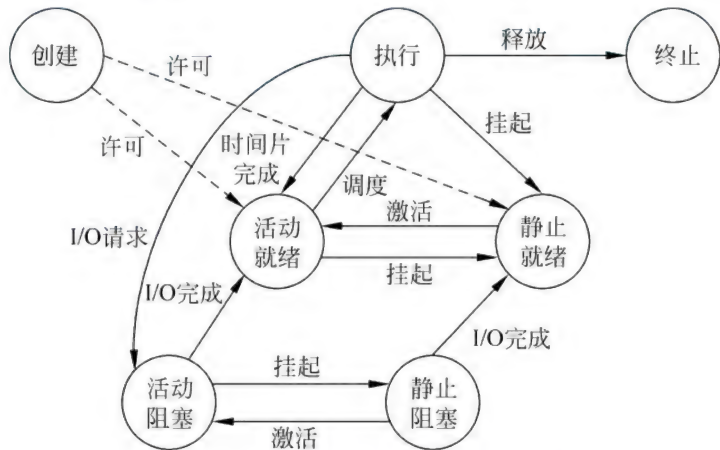 创建
许可
执行
释放
终止
许可
时间片
完成
调度
挂起
I/O请求
活动
就绪
激活
挂起
静止
就绪
I/O完成
I/O完成
活动
阻塞
挂起
激活
静止
阻塞